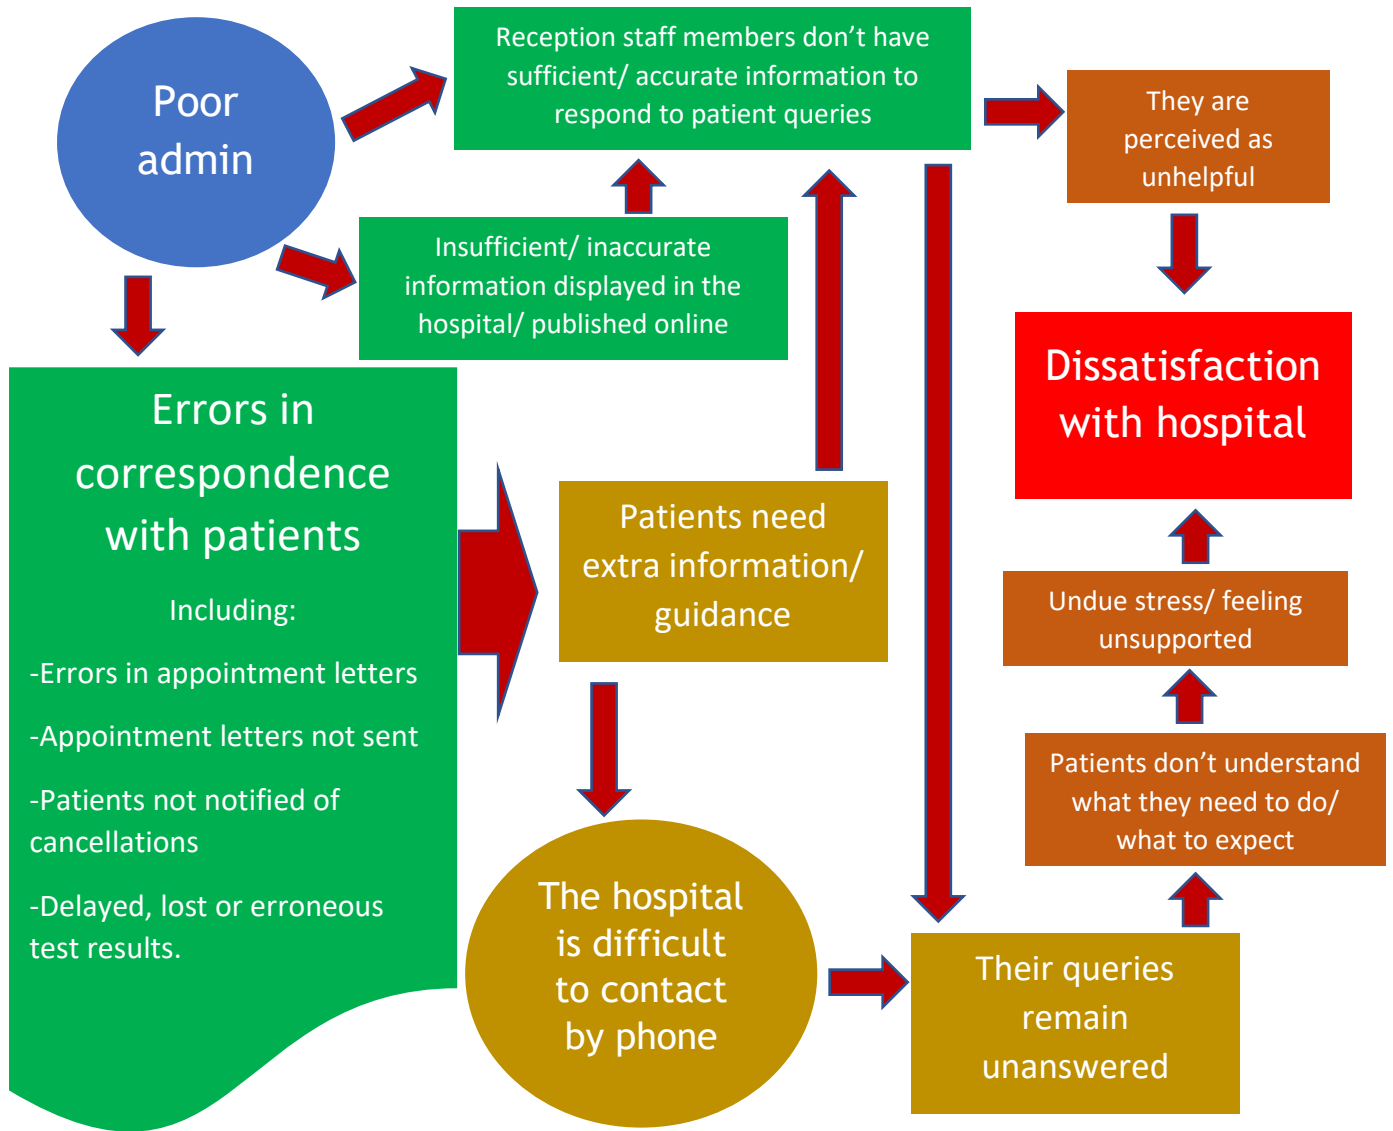 Poor
admin
Reception staff members don’t have
sufficient/ accurate information to
respond to patient queries
They are
perceived as
unhelpful
Insufficient/ inaccurate
information displayed in the
hospital/ published online
Dissatisfaction
with hospital
Errors in
correspondence
with patients
Including:
-Errors in appointment letters
-Appointment letters not sent
-Patients not notified of
cancellations
-Delayed, lost or erroneous
test results.
Patients need
extra information/
guidance
Undue stress/ feeling
unsupported
Patients don’t understand
what they need to do/
what to expect
The hospital
is difficult
to contact
by phone
Their queries
remain
unanswered